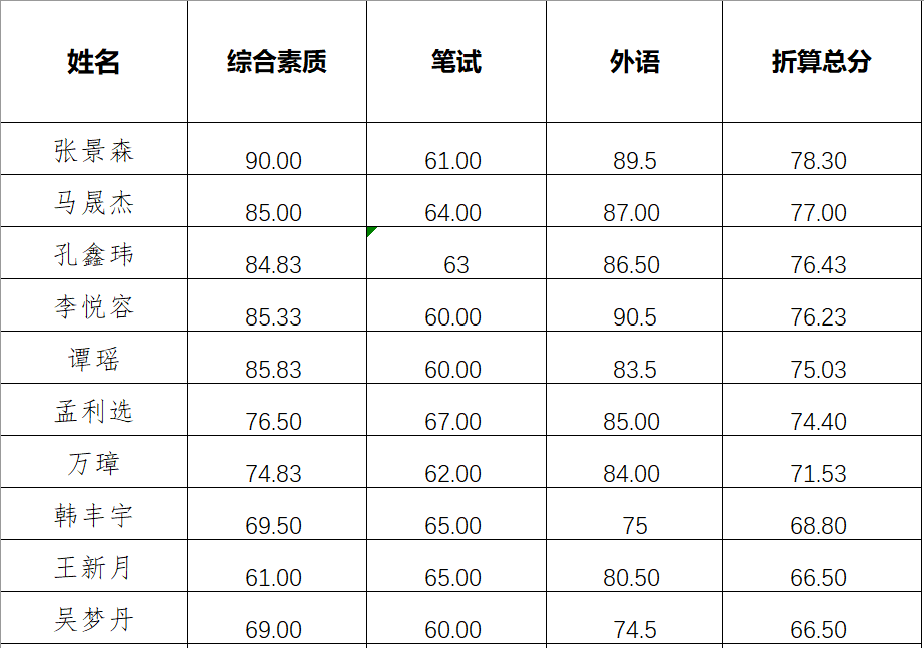 姓名 综合素质 笔试 外语 折算总分
张景森 90.00 61.00 89.5 78.30
马晟杰 85.00 64.00 87.00 77.00
孔鑫玮 84.83 63 86.50 76.43
李悦容 85.33 60.00 90.5 76.23
谭瑶 85.83 60.00 83.5 75.03
孟利选 76.50 67.00 85.00 74.40
万璋 74.83 62.00 84.00 71.53
韩丰宇 69.50 65.00 75 68.80
王新月 61.00 65.00 80.50 66.50
吴梦丹 69.00 60.00 74.5 66.50